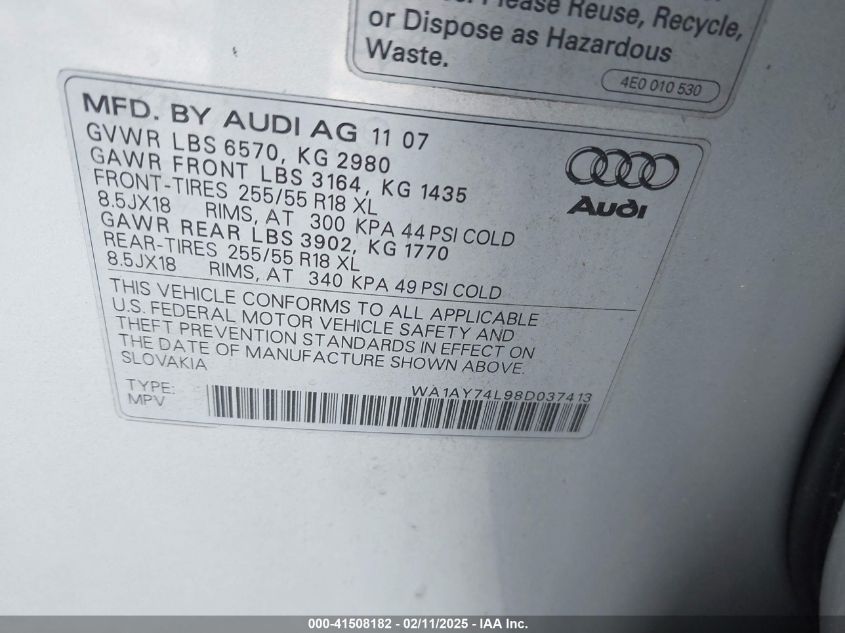 Please Reuse, Recycle,
or Dispose as Hazardous
Waste.
4E0 010 530
MFD. BY AUDI AG 11 07
GVWR LBS 6570, KG 2980
GAWR FRONT LBS 3164, KG 1435
FRONT-TIRES 255/55 R18 XL
8.5JX18 RIMS, AT 300 KPA 44 PSI COLD
GAWR REAR LBS 3902, KG 1770
REAR-TIRES 255/55 R18 XL
8.5JX18 RIMS, AT 340 KPA 49 PSI COLD
Audi
THIS VEHICLE CONFORMS TO ALL APPLICABLE
U.S. FEDERAL MOTOR VEHICLE SAFETY AND
THEFT PREVENTION STANDARDS IN EFFECT ON
THE DATE OF MANUFACTURE SHOWN ABOVE.
SLOVAKIA
TYPE:
MPV
WA1AY74L98D037413
000-41508182 - 02/11/2025 - IAA Inc.